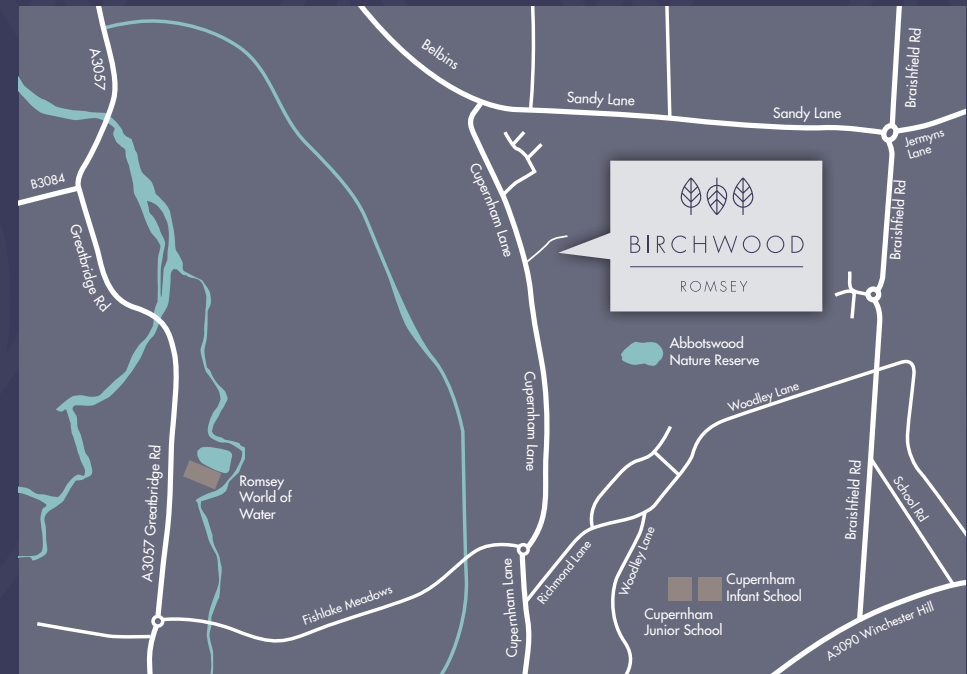 A3057
Belbins
Sandy Lane
Sandy Lane
Braishfield Rd
Jermyns
Lane
B3084
Cupernham Lane
Braishfield Rd
BIRCHWOOD
ROMSEY
Greatbridge Rd
Abbotswood
Nature Reserve
Cupernham Lane
Woodley Lane
A3057 Greatbridge Rd
Romsey
World of
Water
Braishfield Rd
School Rd
Fishlake Meadows
Cupernham Lane
Richmond Lane
Woodley Lane
Cupernham
Infant School
Cupernham
Junior School
A3090 Winchester Hill